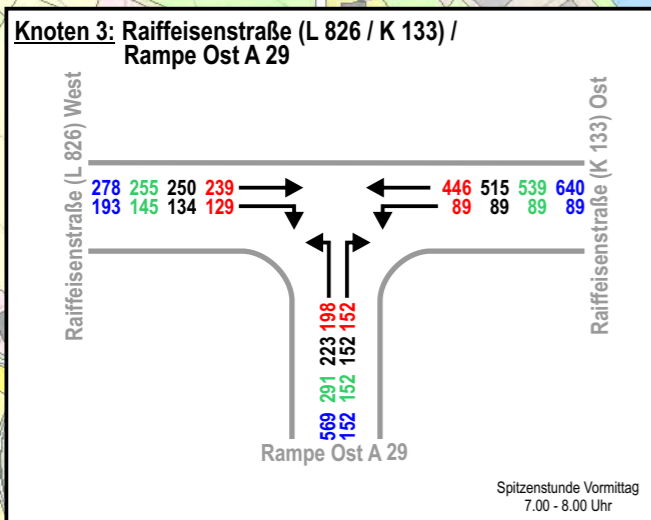 Knoten 3: Raiffeisenstraße (L 826 / K 133) /
Rampe Ost A 29
Raiffeisenstraße (L 826) West
278 255 250 239
193 145 134 129
446 515 539 640
89 89 89 89
Raiffeisenstraße (K 133) Ost
569 291 223 198
152 152 152 152
Rampe Ost A 29
Spitzenstunde Vormittag
7.00 - 8.00 Uhr